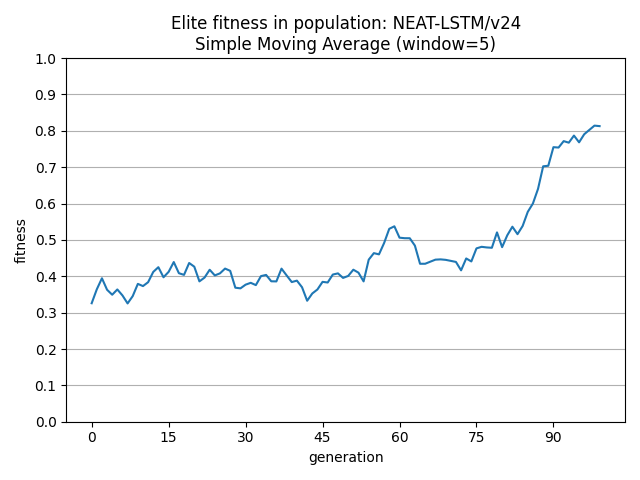 Elite fitness in population: NEAT-LSTM/v24
Simple Moving Average (window=5)
1.0
0.9
0.8
0.7
0.6
0.5
0.4
0.3
0.2
0.1
0.0
fitness
0 15 30 45 60 75 90
generation